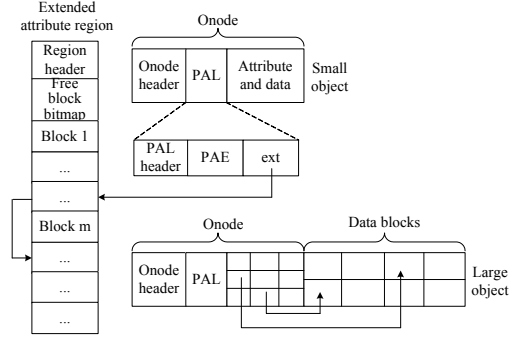 Extended
attribute region
Region
header
Free
block
bitmap
Block 1
...
...
Block m
...
...
...
Onode
Onode
header
PAL
Attribute
and data
Small
object
PAL
header
PAE
ext
Onode
Data blocks
Onode
header
PAL
Large
object